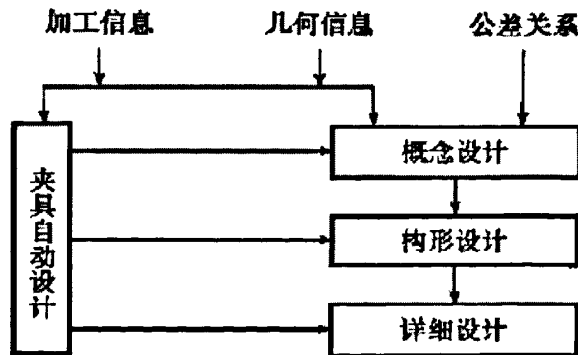 加工信息
几何信息
公差关系
夹具自动设计
概念设计
构形设计
详细设计